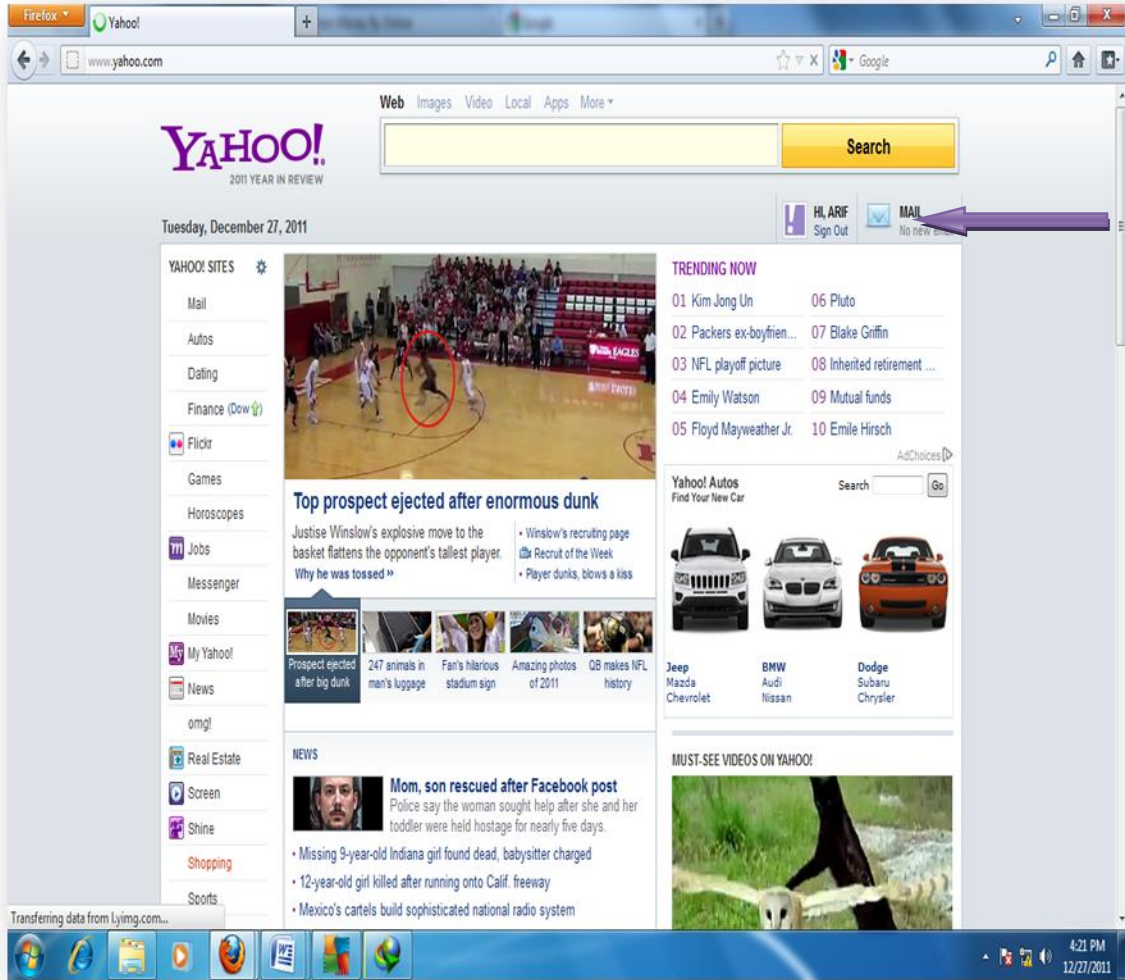 Firefox
Yahoo!
+
www.yahoo.com
Google
Web Images Video Local Apps More
YAHOO!
2011 YEAR IN REVIEW
Search
Tuesday, December 27, 2011
HI, ARIF
Sign Out
MAIL
No new email
YAHOO! SITES
Mail
Autos
Dating
Finance (Dow)
Flickr
Games
Horoscopes
Jobs
Messenger
Movies
My Yahoo!
News
omg!
Real Estate
Screen
Shine
Shopping
Sports
EAGLES
Top prospect ejected after enormous dunk
Justise Winslow's explosive move to the
basket flattens the opponent's tallest player.
Why he was tossed »
• Winslow's recruiting page
Recruit of the Week
• Player dunks, blows a kiss
Prospect ejected
after big dunk
247 animals in
man's luggage
Fan's hilarious
stadium sign
Amazing photos
of 2011
QB makes NFL
history
NEWS
Mom, son rescued after Facebook post
Police say the woman sought help after she and her
toddler were held hostage for nearly five days.
• Missing 9-year-old Indiana girl found dead, babysitter charged
• 12-year-old girl killed after running onto Calif. freeway
• Mexico's cartels build sophisticated national radio system
TRENDING NOW
01 Kim Jong Un
02 Packers ex-boyfrien...
03 NFL playoff picture
04 Emily Watson
05 Floyd Mayweather Jr.
06 Pluto
07 Blake Griffin
08 Inherited retirement ...
09 Mutual funds
10 Emile Hirsch
AdChoices
Yahoo! Autos
Find Your New Car
Search
Go
Jeep
Mazda
Chevrolet
BMW
Audi
Nissan
Dodge
Subaru
Chrysler
MUST-SEE VIDEOS ON YAHOO!
Transferring data from l.yimg.com...
4:21 PM
12/27/2011